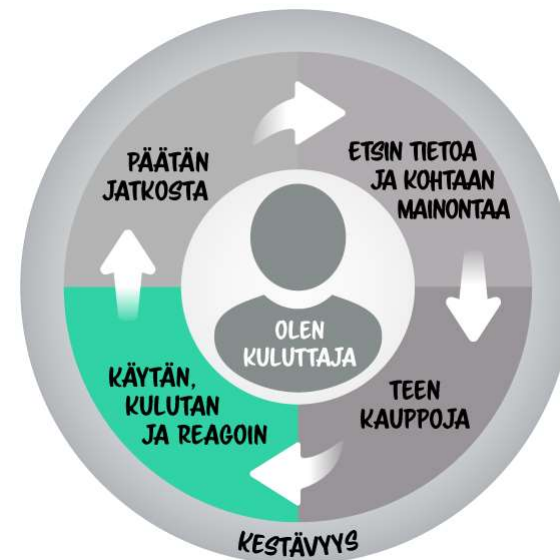 PÄÄTÄN
JATKOSTA
ETSIN TIETOA
JA KOHTAAN
MAINONTAA
OLEN
KULUTTAJA
KÄYTÄN,
KULUTAN
JA REAGOIN
TEEN
KAUPPOJA
KESTÄVYYS